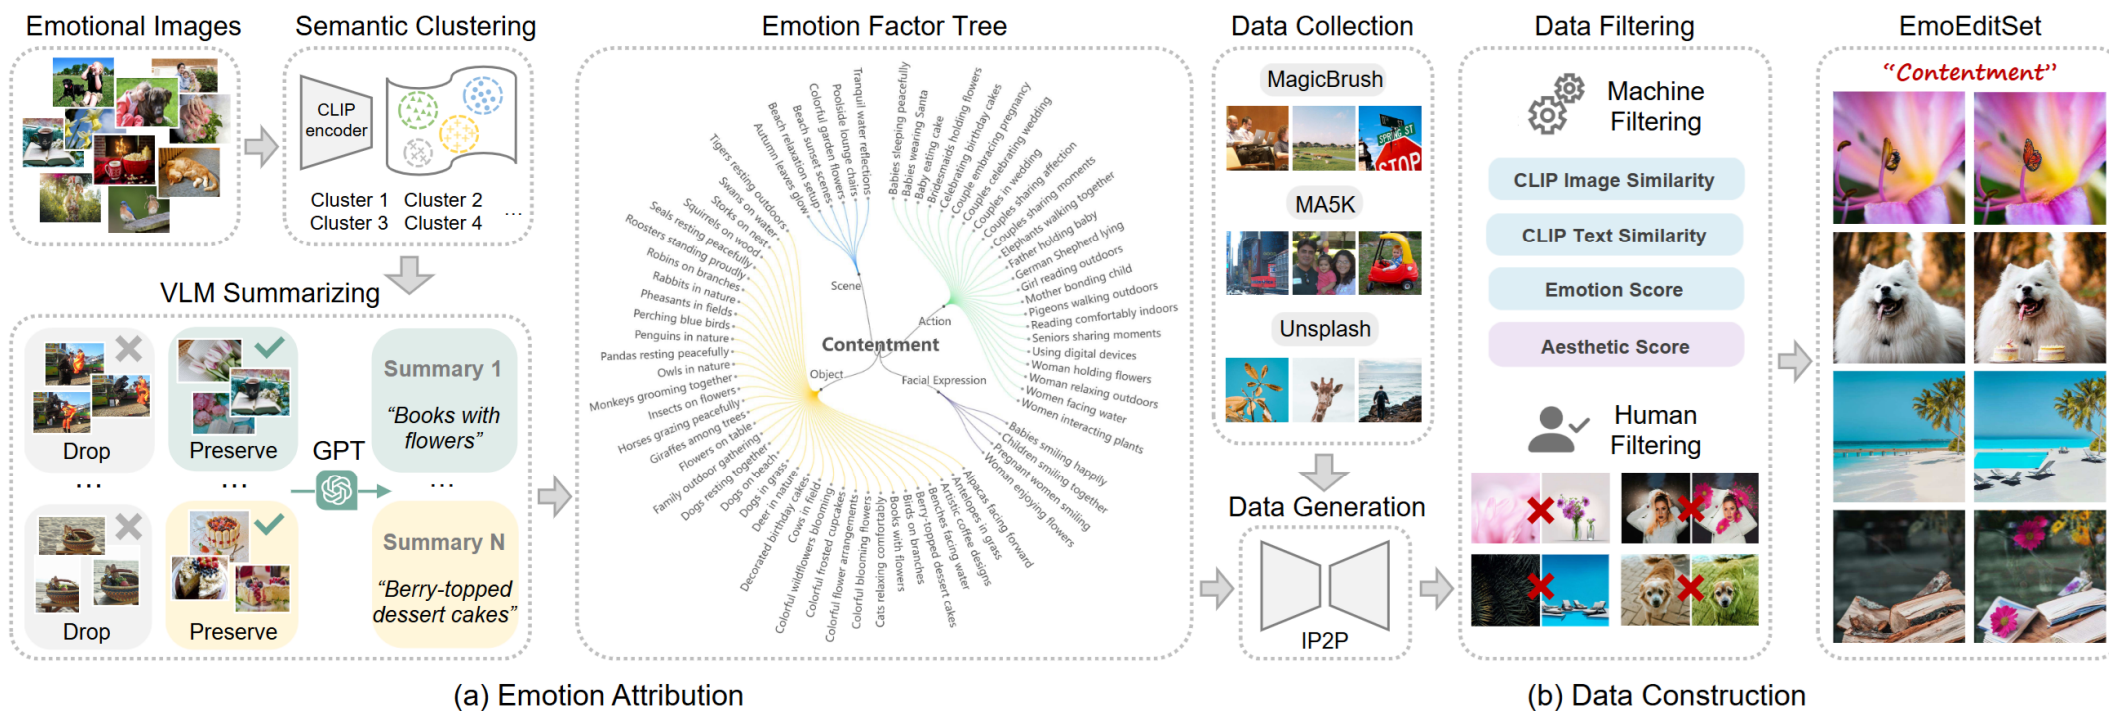 Emotional Images
Semantic Clustering
CLIP
encoder
Cluster 1
Cluster 2
Cluster 3
Cluster 4
...
VLM Summarizing
Drop
Preserve
Summary 1
“Books with
flowers”
...
...
GPT
...
Drop
Preserve
Summary N
“Berry-topped
dessert cakes”
Emotion Factor Tree
Contentment
Scene
Action
Object
Facial Expression
Tranquil water reflections
Poolside lounge chairs
Colorful garden flowers
Beach sunset scenes
Beach relaxation setup
Autumn leaves glow
Babies sleeping peacefully
Babies wearing Santa
Baby eating cake
Bridesmaids holding flowers
Celebrating birthday cakes
Couple embracing pregnancy
Couples celebrating wedding
Couples in wedding
Couples sharing affection
Couples sharing moments
Elephants walking together
Father holding baby
German Shepherd lying
Girl reading outdoors
Mother bonding child
Pigeons walking outdoors
Reading comfortably indoors
Seniors sharing moments
Using digital devices
Woman holding flowers
Woman relaxing outdoors
Women facing water
Women interacting plants
Babies smiling happily
Children smiling together
Pregnant women smiling
Woman enjoying flowers
Tigers resting outdoors
Swans on water
Storks on nest
Squirrels on wood
Seals resting peacefully
Roosters standing proudly
Robins on branches
Rabbits in nature
Pheasants in fields
Perching blue birds
Penguins in nature
Pandas resting peacefully
Owls in nature
Monkeys grooming together
Insects on flowers
Horses grazing peacefully
Giraffes among trees
Flowers on table
Family outdoor gathering
Dogs resting together
Dogs on beach
Dogs in grass
Deer in nature
Decorated birthday cakes
Cows in field
Colorful wildflowers blooming
Colorful frosted cupcakes
Colorful flower arrangements
Colorful blooming flowers
Cats relaxing comfortably
Books with flowers
Birds on branches
Berry-topped dessert cakes
Benches facing water
Artistic coffee designs
Antelopes in grass
Alpacas facing forward
(a) Emotion Attribution
Data Collection
MagicBrush
SPRING ST
STOP
MA5K
Unsplash
Data Generation
IP2P
Data Filtering
Machine
Filtering
CLIP Image Similarity
CLIP Text Similarity
Emotion Score
Aesthetic Score
Human
Filtering
EmoEditSet
“Contentment”
(b) Data Construction